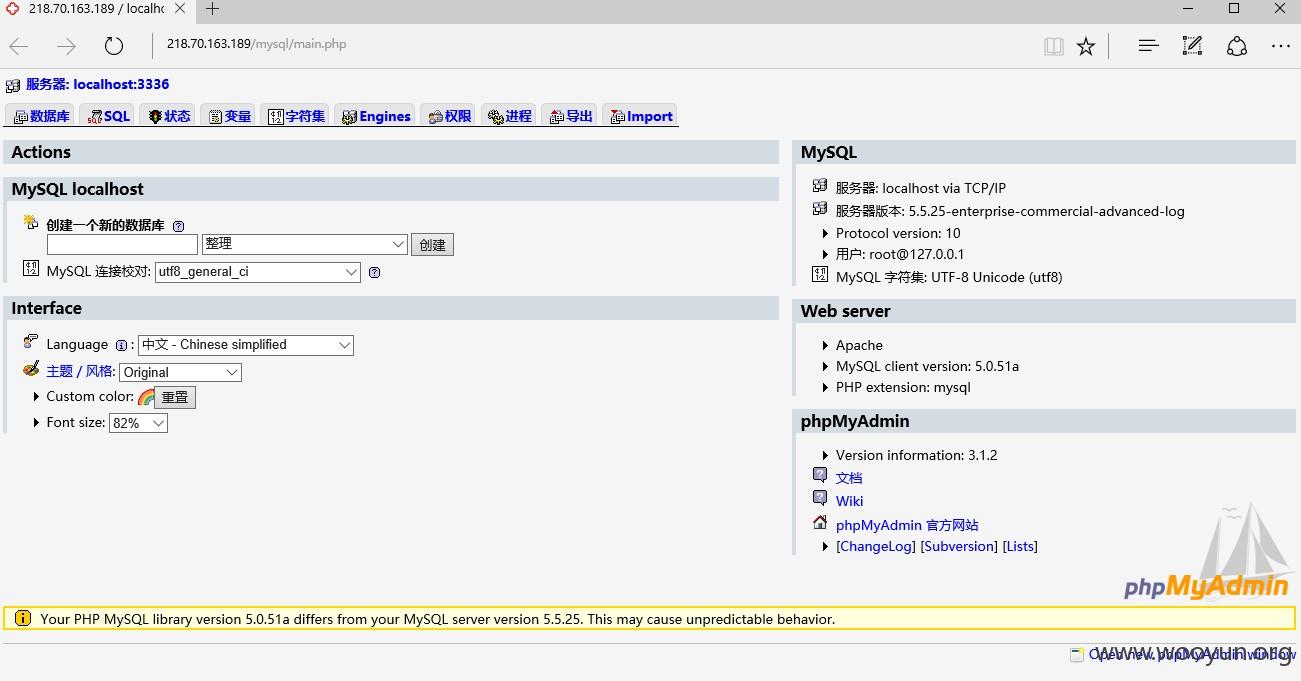 218.70.163.189 / localho
218.70.163.189/mysql/main.php
服务器: localhost:3336
数据库 SQL 状态 变量 字符集 Engines 权限 进程 导出 Import
Actions
MySQL localhost
创建一个新的数据库
整理 创建
MySQL 连接校对: utf8_general_ci
Interface
Language : 中文 - Chinese simplified
主题 / 风格: Original
Custom color: 重置
Font size: 82%
MySQL
服务器: localhost via TCP/IP
服务器版本: 5.5.25-enterprise-commercial-advanced-log
Protocol version: 10
用户: root@127.0.0.1
MySQL 字符集: UTF-8 Unicode (utf8)
Web server
Apache
MySQL client version: 5.0.51a
PHP extension: mysql
phpMyAdmin
Version information: 3.1.2
文档
Wiki
phpMyAdmin 官方网站
[ChangeLog] [Subversion] [Lists]
phpMyAdmin
Your PHP MySQL library version 5.0.51a differs from your MySQL server version 5.5.25. This may cause unpredictable behavior.
Open new phpMyAdmin window
www.wooyun.org